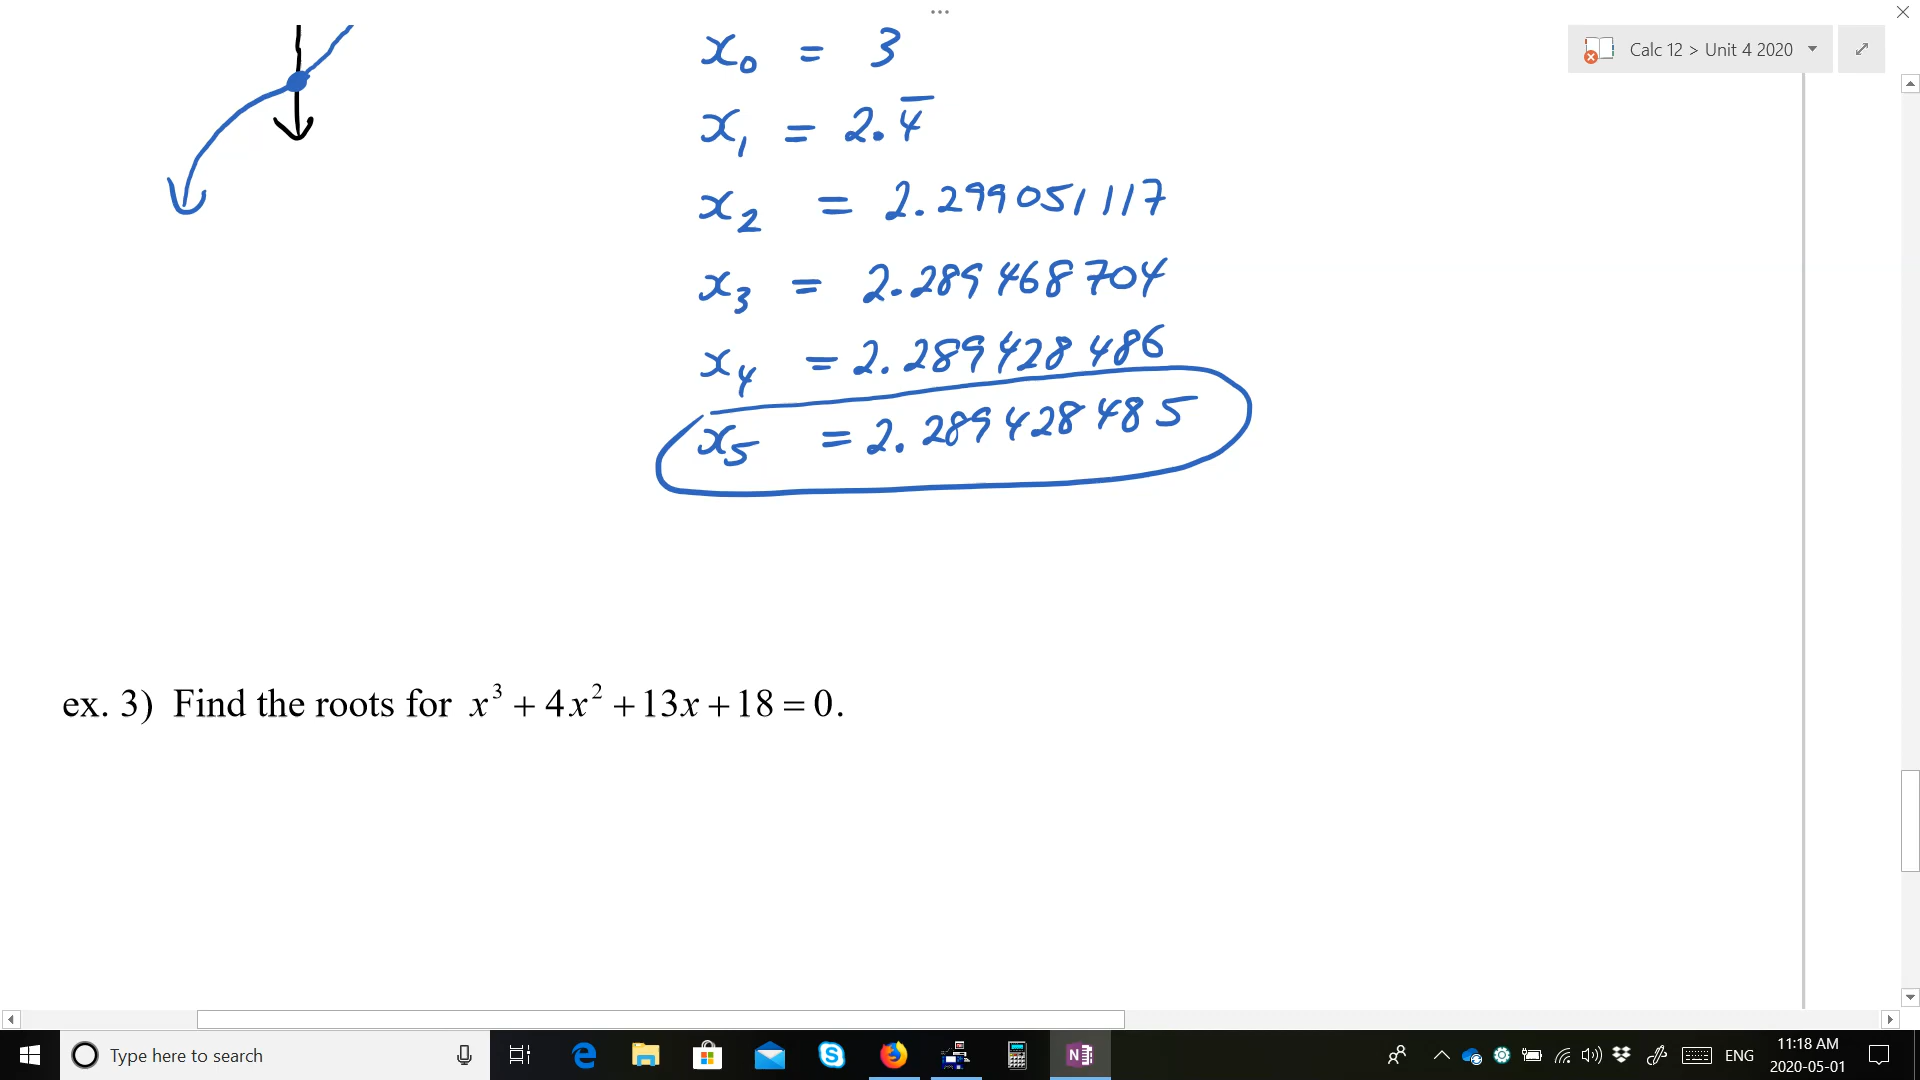 x₀ = 3
Calc 12 > Unit 4 2020
x₁ = 2.4̅
x₂ = 2.299051117
x₃ = 2.289468704
x₄ = 2.289428486
x₅ = 2.289428485
ex. 3) Find the roots for x³ + 4x² + 13x + 18 = 0.
Type here to search
N
ENG
11:18 AM
2020-05-01